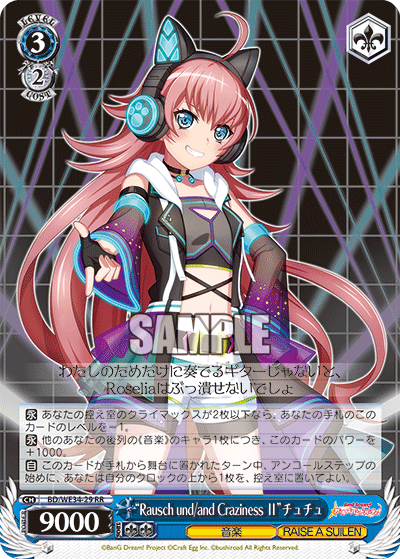 LEVEL
3
2
COST
SAMPLE
わたしのためだけに奏でるギターじゃないと、
Roseliaはぶっ潰せないでしょ
永 あなたの控え室のクライマックスが2枚以下なら、あなたの手札のこの
カードのレベルを－1。
永 他のあなたの後列の《音楽》のキャラ1枚につき、このカードのパワーを
＋1000。
自 このカードが手札から舞台に置かれたターン中、アンコールステップの
始めに、あなたは自分のクロックの上から1枚を、控え室に置いてよい。
CH
BD/WE34-29 RR
POWER
9000
"Rausch und/and Craziness II"チュチュ
音楽
RAISE A SUILEN
©BanG Dream! Project ©Craft Egg Inc. ©bushiroad All Rights Reserved.